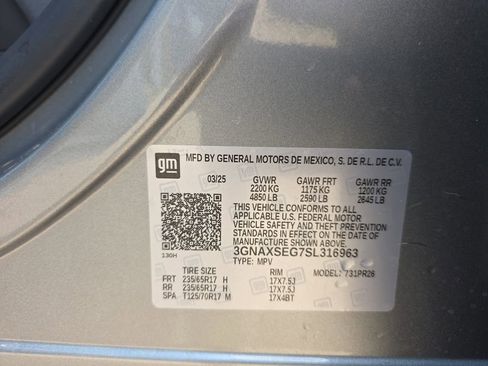 gm
MFD BY GENERAL MOTORS DE MEXICO, S. DE R.L. DE C.V.
03/25 GVWR GAWR FRT GAWR RR
2200 KG 1175 KG 1200 KG
4850 LB 2590 LB 2645 LB
THIS VEHICLE CONFORMS TO ALL
APPLICABLE U.S. FEDERAL MOTOR
VEHICLE SAFETY AND THEFT PREVENTION
STANDARDS IN EFFECT ON THE DATE OF
MANUFACTURE SHOWN ABOVE.
3GNAXSEG7SL316963
130H TYPE: MPV
TIRE SIZE RIM MODEL: 731PR26
FRT 235/65R17 H 17X7.5J
RR 235/65R17 H 17X7.5J
SPA T125/70R17 M 17X4BT